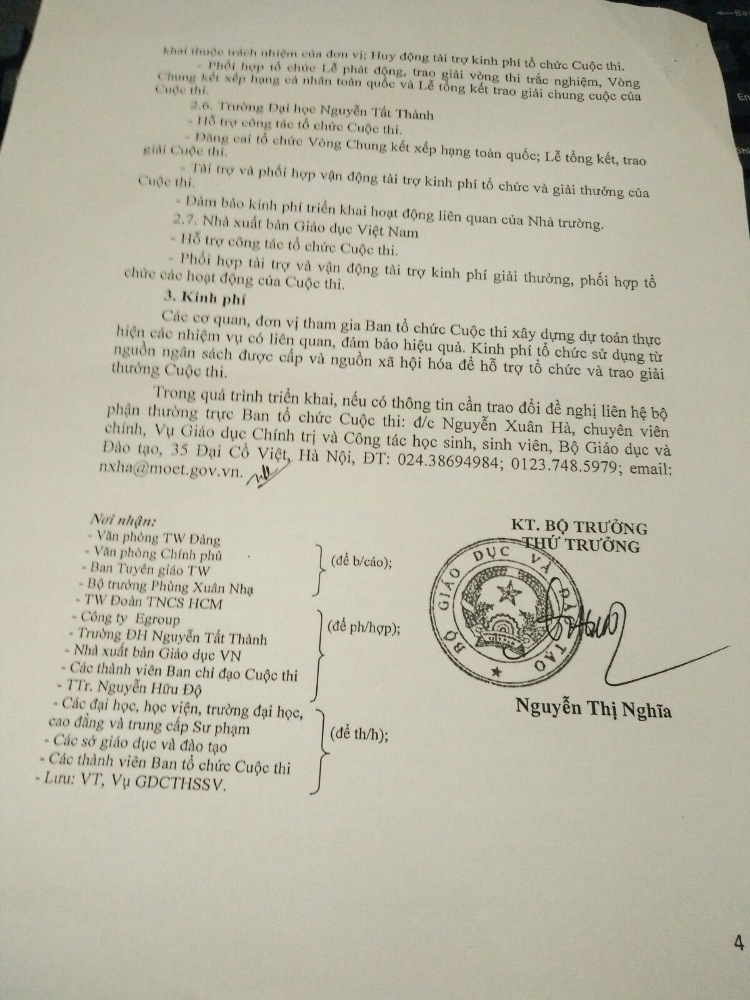 khai thuộc trách nhiệm của đơn vị; Huy động tài trợ kinh phí tổ chức Cuộc thi.
- Phối hợp tổ chức Lễ phát động, trao giải vòng thi trắc nghiệm, Vòng
Chung kết xếp hạng cá nhân toàn quốc và Lễ tổng kết trao giải chung cuộc của
Cuộc thi.
2.6. Trường Đại học Nguyễn Tất Thành
- Hỗ trợ công tác tổ chức Cuộc thi.
- Đăng cai tổ chức Vòng Chung kết xếp hạng toàn quốc; Lễ tổng kết, trao
giải Cuộc thi.
- Tài trợ và phối hợp vận động tài trợ kinh phí tổ chức và giải thưởng của
Cuộc thi.
- Đảm bảo kinh phí triển khai hoạt động liên quan của Nhà trường.
2.7. Nhà xuất bản Giáo dục Việt Nam
- Hỗ trợ công tác tổ chức Cuộc thi.
- Phối hợp tài trợ và vận động tài trợ kinh phí giải thưởng, phối hợp tổ
chức các hoạt động của Cuộc thi.
3. Kinh phí
Các cơ quan, đơn vị tham gia Ban tổ chức Cuộc thi xây dựng dự toán thực
hiện các nhiệm vụ có liên quan, đảm bảo hiệu quả. Kinh phí tổ chức sử dụng từ
nguồn ngân sách được cấp và nguồn xã hội hóa để hỗ trợ tổ chức và trao giải
thưởng Cuộc thi.
Trong quá trình triển khai, nếu có thông tin cần trao đổi đề nghị liên hệ bộ
phận thường trực Ban tổ chức Cuộc thi: đ/c Nguyễn Xuân Hà, chuyên viên
chính, Vụ Giáo dục Chính trị và Công tác học sinh, sinh viên, Bộ Giáo dục và
Đào tạo, 35 Đại Cồ Việt, Hà Nội, ĐT: 024.38694984; 0123.748.5979; email:
nxha@moet.gov.vn.
Nơi nhận:
- Văn phòng TW Đảng
- Văn phòng Chính phủ
- Ban Tuyên giáo TW
- Bộ trưởng Phùng Xuân Nhạ
(để b/cáo);
- TW Đoàn TNCS HCM
- Công ty Egroup
- Trường ĐH Nguyễn Tất Thành
- Nhà xuất bản Giáo dục VN
- Các thành viên Ban chỉ đạo Cuộc thi
- TTr. Nguyễn Hữu Độ
(để ph/hợp);
- Các đại học, học viện, trường đại học,
cao đẳng và trung cấp Sư phạm
- Các sở giáo dục và đào tạo
- Các thành viên Ban tổ chức Cuộc thi
- Lưu: VT, Vụ GDCTHSSV.
(để th/h);
KT. BỘ TRƯỞNG
THỨ TRƯỞNG
BỘ GIÁO DỤC VÀ ĐÀO TẠO
VIỆT NAM
Nguyễn Thị Nghĩa
4